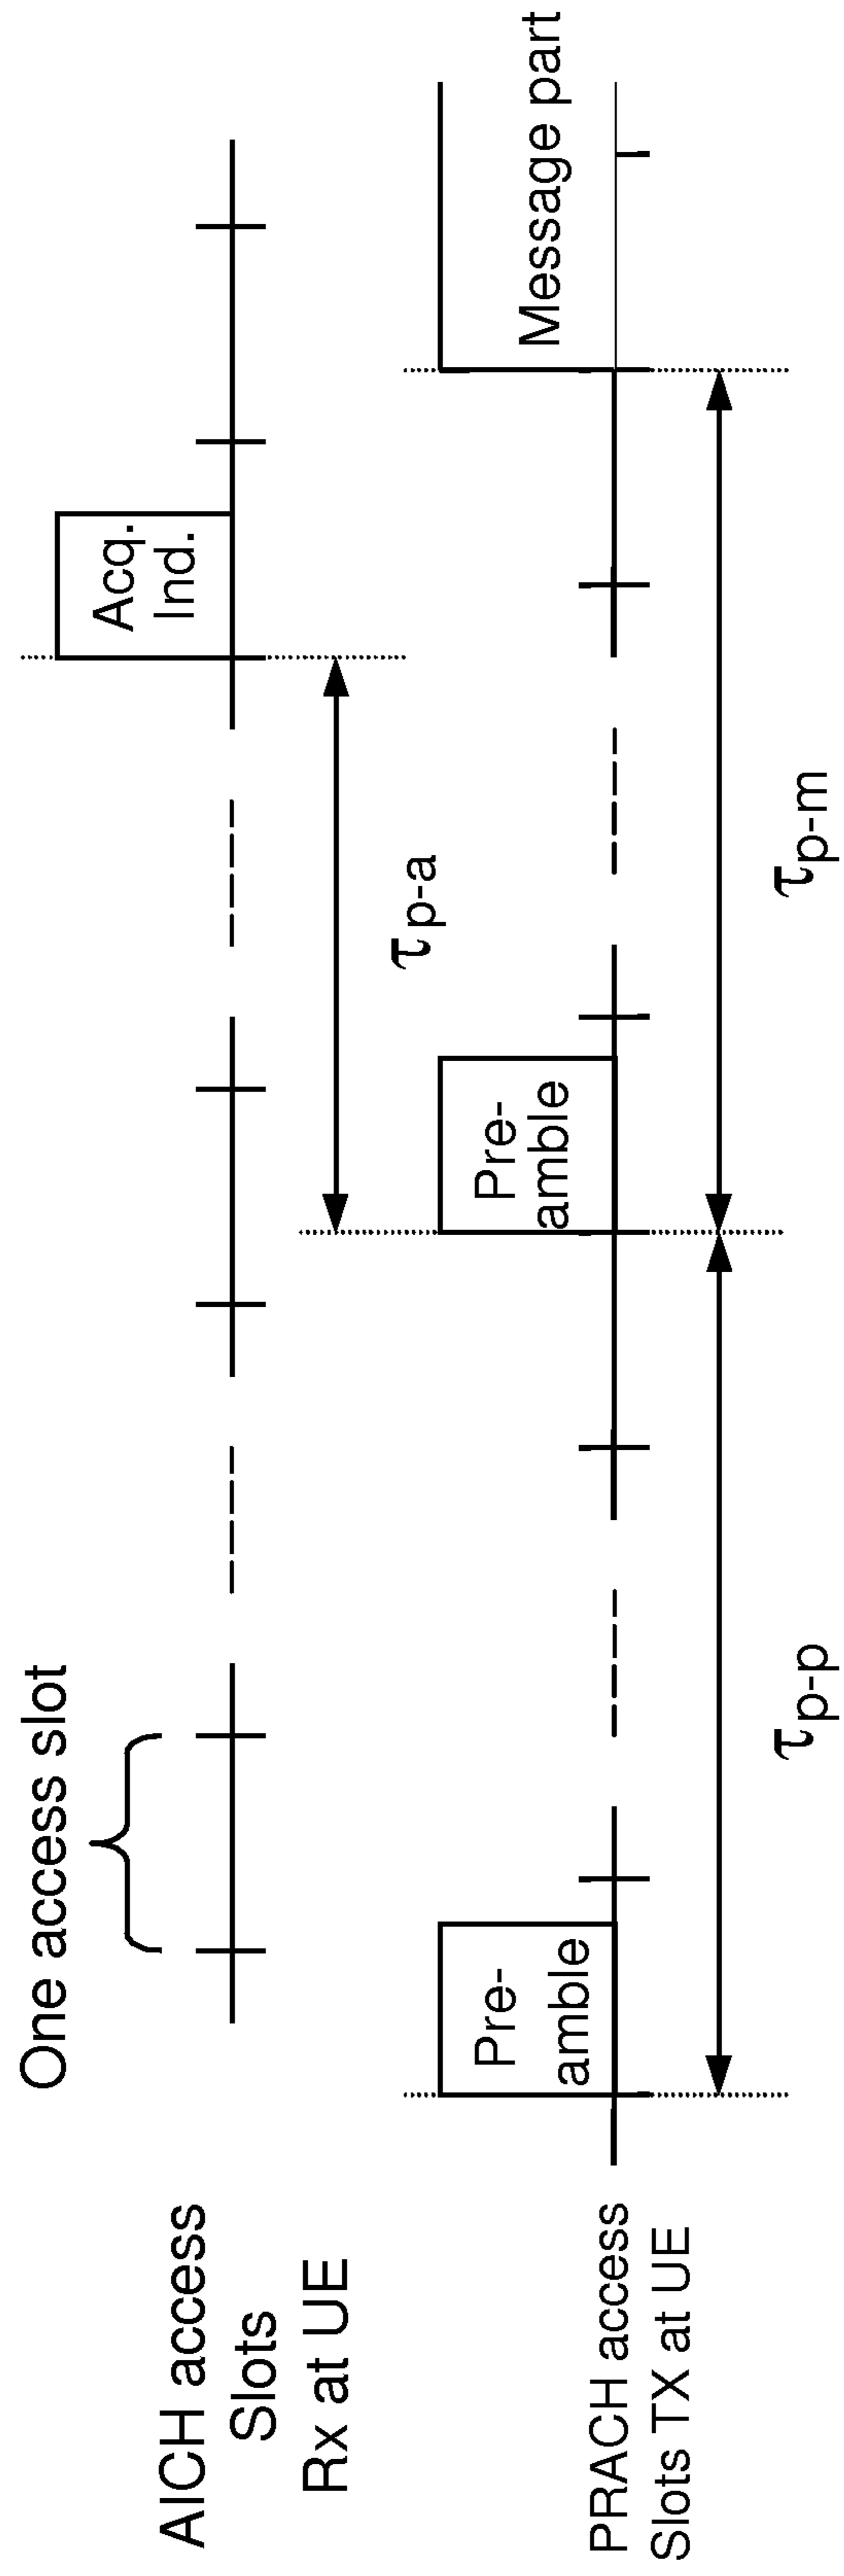 One access slot
AICH access
Slots
Rx at UE
Acq.
Ind.
τp-a
PRACH access
Slots TX at UE
Pre-
amble
Pre-
amble
Message part
τp-p
τp-m